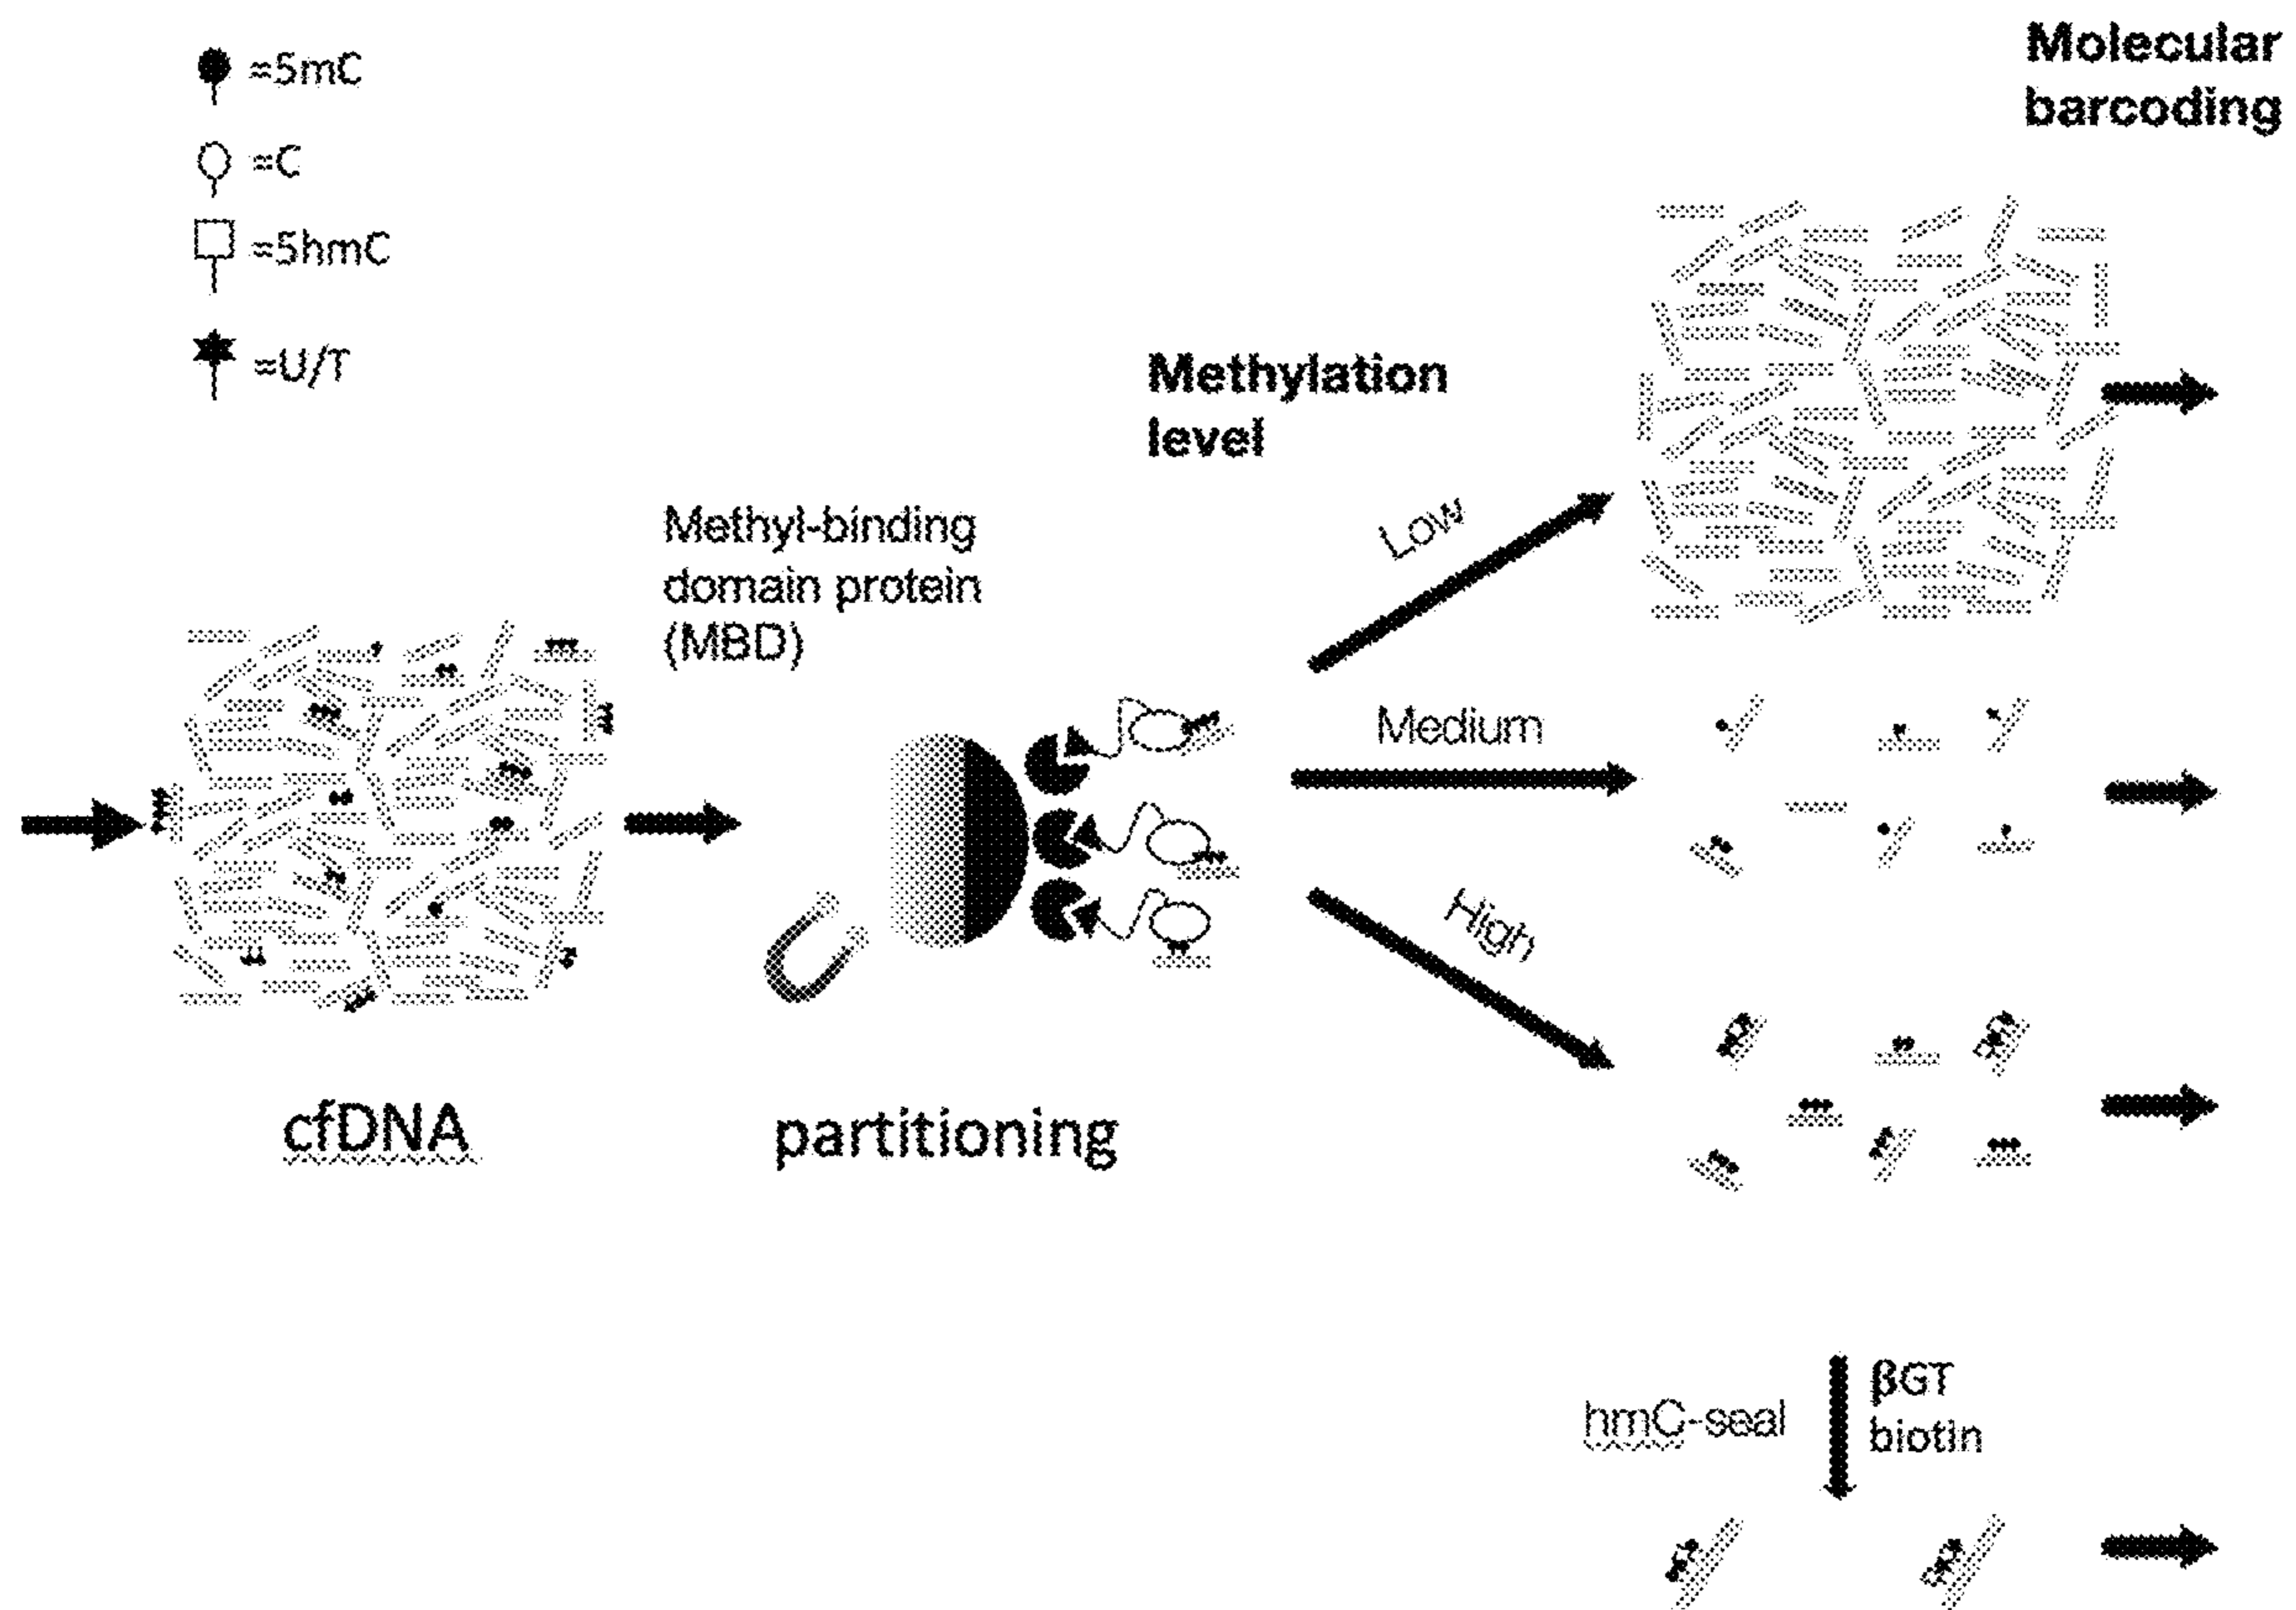 =5mC
=C
=5hmC
=U/T
Molecular
barcoding
Methylation
level
Methyl-binding
domain protein
(MBD)
Low
Medium
High
cfDNA
partitioning
hmC-seal
βGT
biotin